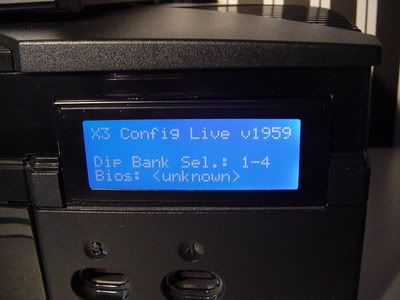 X3 Config Live v1959
Dip Bank Sel.: 1-4
Bios: <unknown>